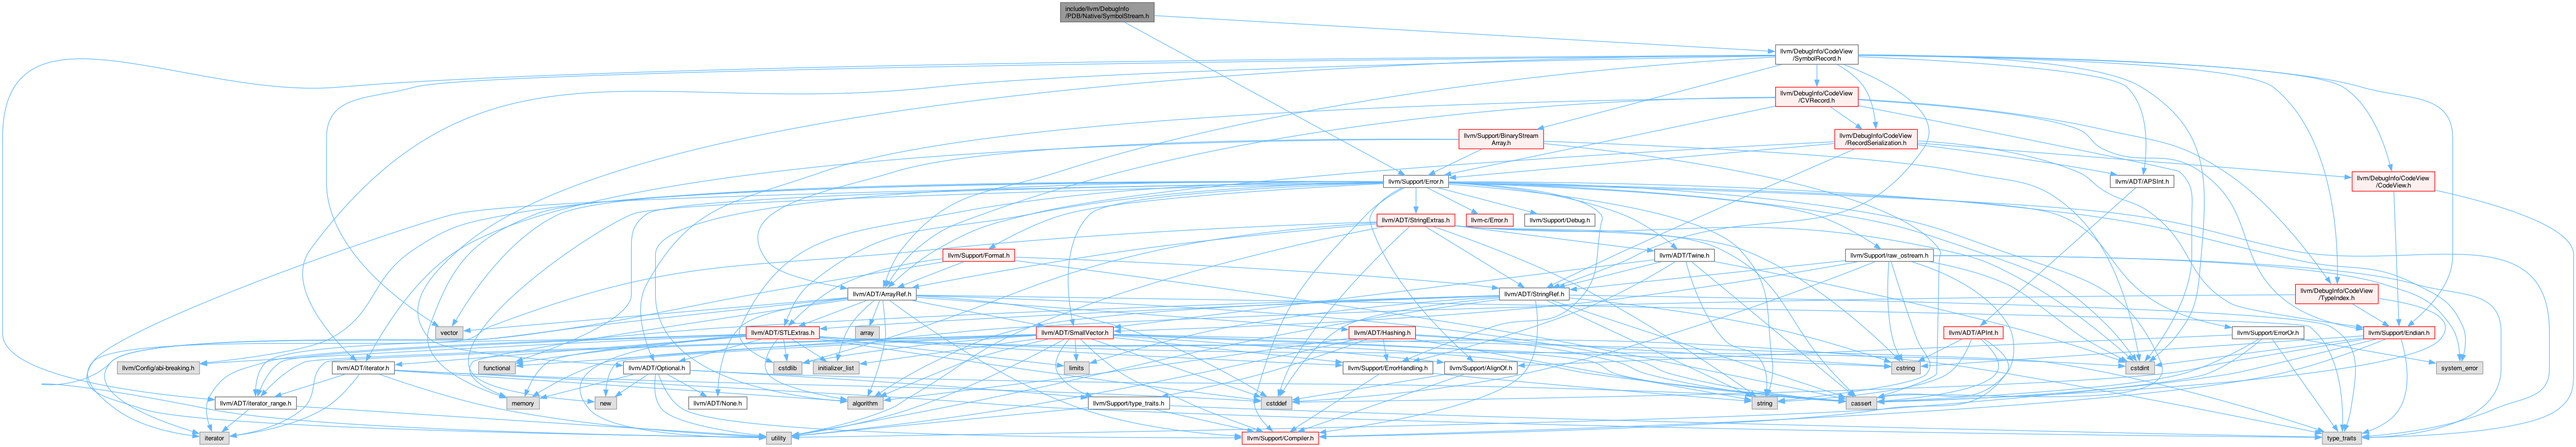 include/llvm/DebugInfo
/PDB/Native/SymbolStream.h
llvm/DebugInfo/CodeView
/SymbolRecord.h
llvm/DebugInfo/CodeView
/CVRecord.h
llvm/Support/BinaryStream
Array.h
llvm/DebugInfo/CodeView
/RecordSerialization.h
llvm/Support/Error.h
llvm/ADT/APSInt.h
llvm/DebugInfo/CodeView
/CodeView.h
llvm/ADT/StringExtras.h
llvm-c/Error.h
llvm/Support/Debug.h
llvm/Support/Format.h
llvm/ADT/Twine.h
llvm/Support/raw_ostream.h
llvm/ADT/ArrayRef.h
llvm/ADT/StringRef.h
llvm/DebugInfo/CodeView
/TypeIndex.h
vector
llvm/ADT/STLExtras.h
array
llvm/ADT/SmallVector.h
llvm/ADT/Hashing.h
llvm/ADT/APInt.h
llvm/Support/ErrorOr.h
llvm/Support/Endian.h
llvm/Config/abi-breaking.h
llvm/ADT/iterator.h
functional
llvm/ADT/Optional.h
cstdlib
initializer_list
limits
llvm/Support/ErrorHandling.h
llvm/Support/AlignOf.h
cstring
cstdint
system_error
llvm/ADT/iterator_range.h
memory
new
llvm/ADT/None.h
algorithm
llvm/Support/type_traits.h
cstddef
string
cassert
iterator
utility
llvm/Support/Compiler.h
type_traits